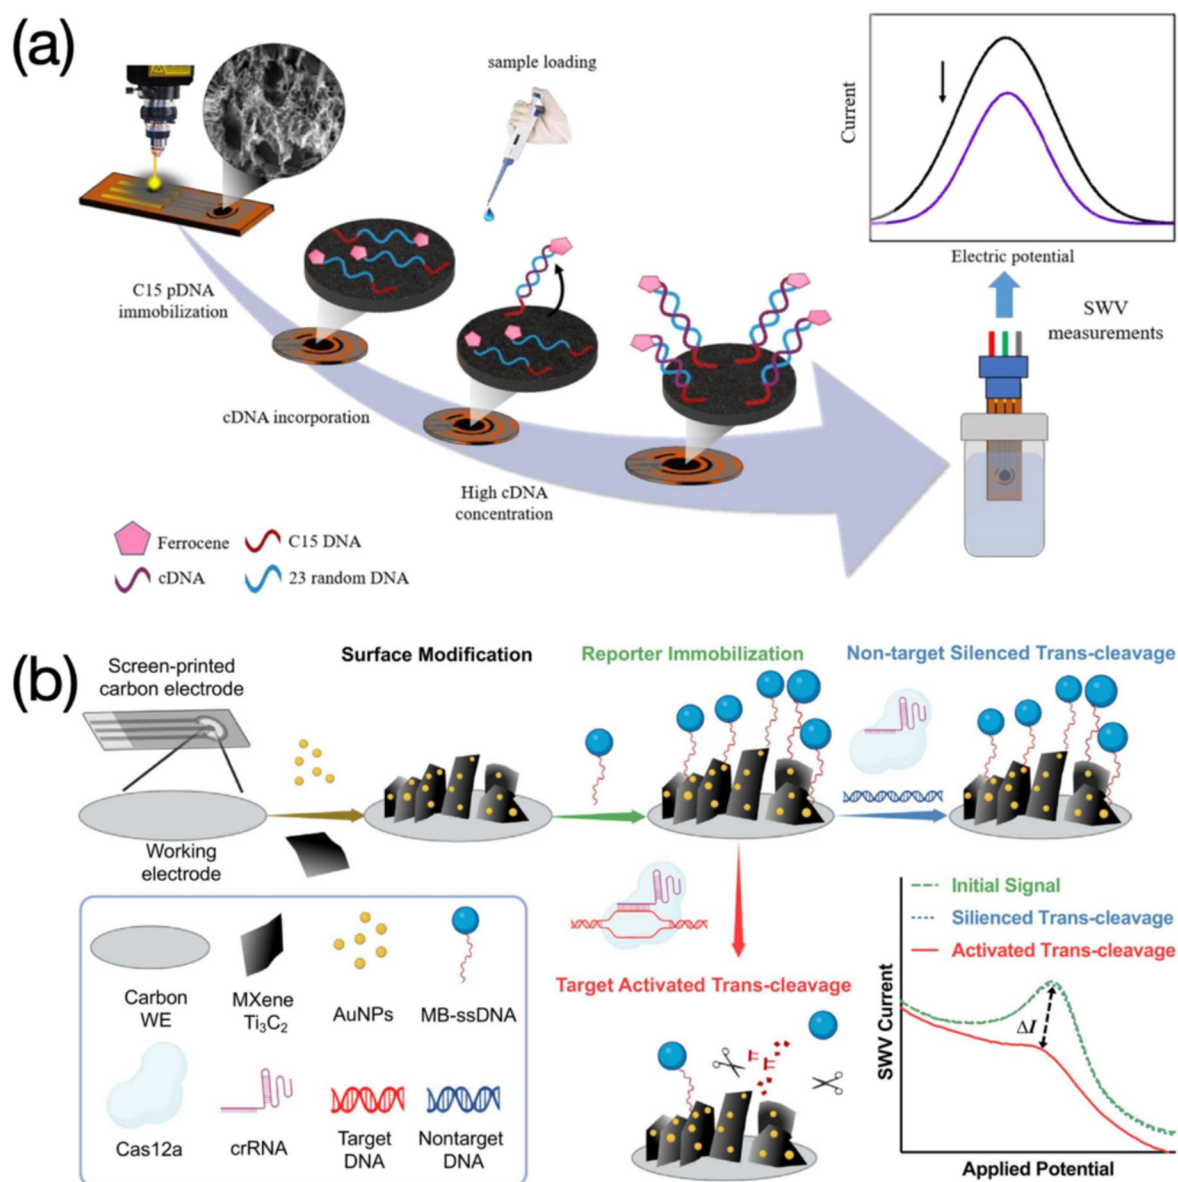 (a)
sample loading
Current
Electric potential
C15 pDNA
immobilization
SWV
measurements
cDNA incorporation
High cDNA
concentration
Ferrocene
C15 DNA
cDNA
23 random DNA
(b)
Screen-printed
carbon electrode
Surface Modification
Reporter Immobilization
Non-target Silenced Trans-cleavage
Working
electrode
Target Activated Trans-cleavage
Carbon
WE
MXene
Ti₃C₂
AuNPs
MB-ssDNA
Cas12a
crRNA
Target
DNA
Nontarget
DNA
Initial Signal
Silienced Trans-cleavage
Activated Trans-cleavage
ΔI
SWV Current
Applied Potential